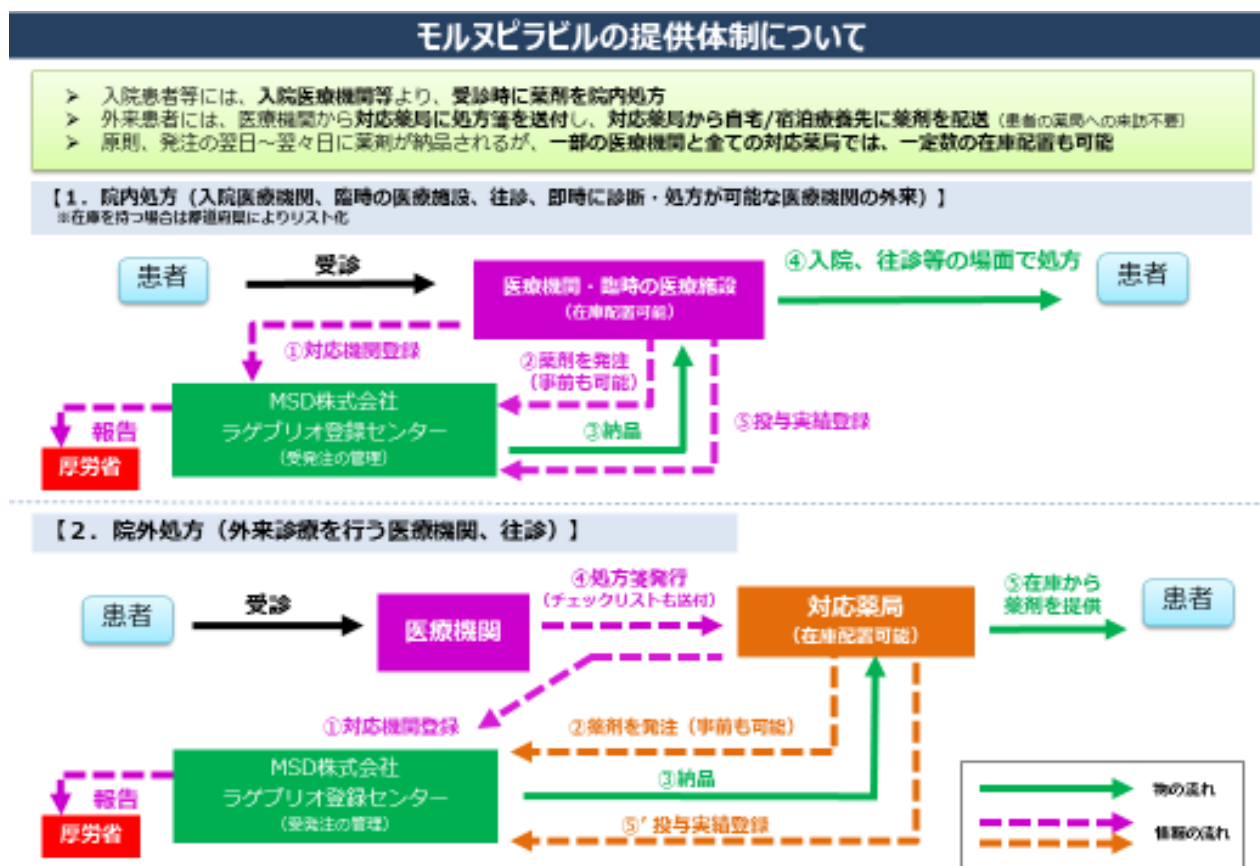 モルヌピラビルの提供体制について
➢ 入院患者等には、入院医療機関等より、受診時に薬剤を院内処方
➢ 外来患者には、医療機関から対応薬局に処方箋を送付し、対応薬局から自宅/宿泊療養先に薬剤を配送（患者の薬局への来訪不要）
➢ 原則、発注の翌日～翌々日に薬剤が納品されるが、一部の医療機関と全ての対応薬局では、一定数の在庫配置も可能
【１．院内処方（入院医療機関、臨時の医療施設、往診、即時に診断・処方が可能な医療機関の外来）】
※在庫を持つ場合は都道府県によりリスト化
患者
受診
医療機関・臨時の医療施設
（在庫配置可能）
④入院、往診等の場面で処方
患者
①対応機関登録
②薬剤を発注
（事前も可能）
MSD株式会社
ラゲブリオ登録センター
（受発注の管理）
③納品
⑤投与実績登録
報告
厚労省
【２．院外処方（外来診療を行う医療機関、往診）】
患者
受診
医療機関
④処方箋発行
（チェックリストも送付）
対応薬局
（在庫配置可能）
⑤在庫から
薬剤を提供
患者
①対応機関登録
②薬剤を発注（事前も可能）
MSD株式会社
ラゲブリオ登録センター
（受発注の管理）
③納品
⑤’投与実績登録
報告
厚労省
物の流れ
情報の流れ